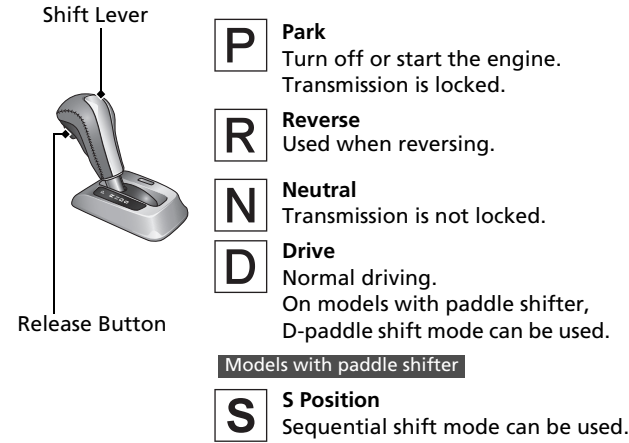 Shift Lever
P
Park
Turn off or start the engine.
Transmission is locked.
R
Reverse
Used when reversing.
N
Neutral
Transmission is not locked.
D
Drive
Normal driving.
On models with paddle shifter,
D-paddle shift mode can be used.
Release Button
Models with paddle shifter
S
S Position
Sequential shift mode can be used.